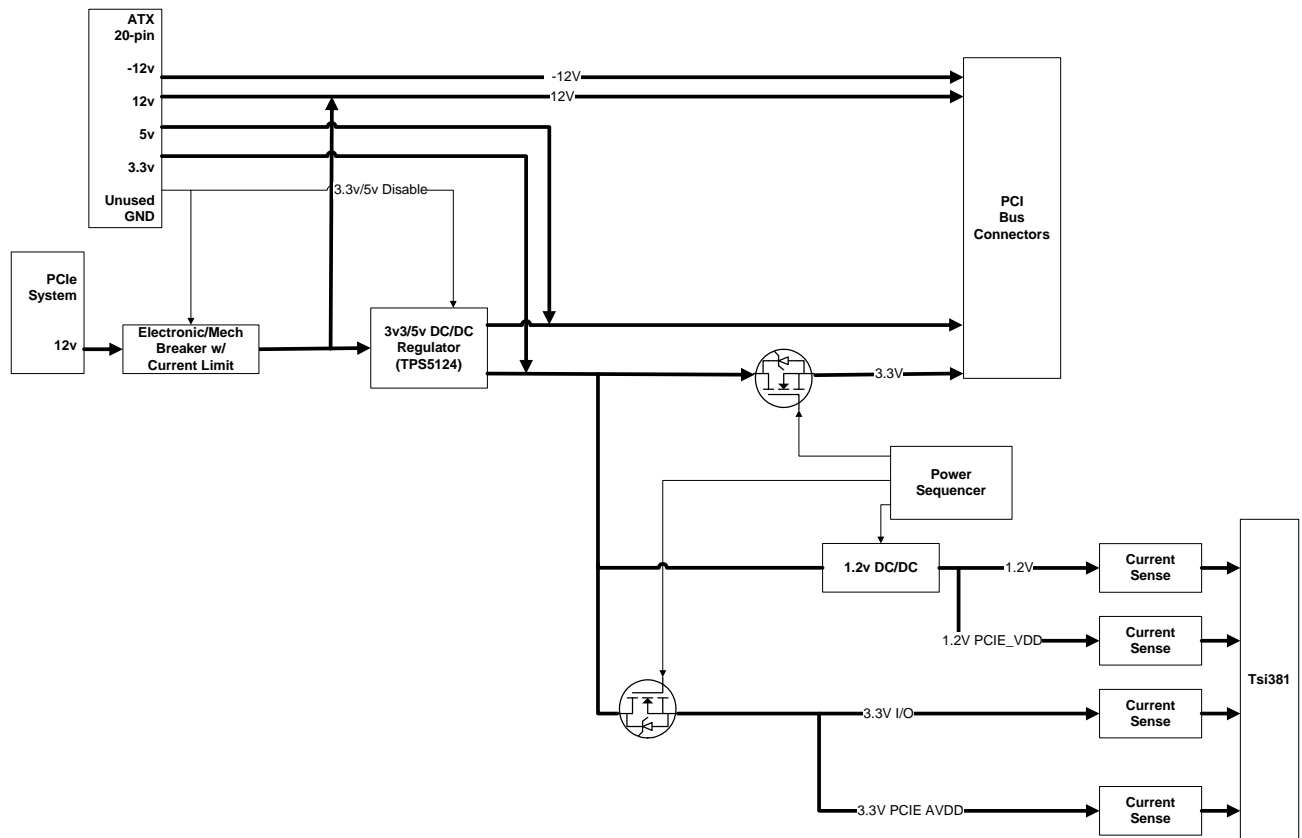 ATX
20-pin
-12v
12v
5v
3.3v
Unused
GND
-12V
12V
3.3v/5v Disable
PCI
Bus
Connectors
PCIe
System
12v
Electronic/Mech
Breaker w/
Current Limit
3v3/5v DC/DC
Regulator
(TPS5124)
3.3V
Power
Sequencer
1.2v DC/DC
1.2V
Current
Sense
1.2V PCIE_VDD
Current
Sense
Tsi381
3.3V I/O
Current
Sense
3.3V PCIE AVDD
Current
Sense